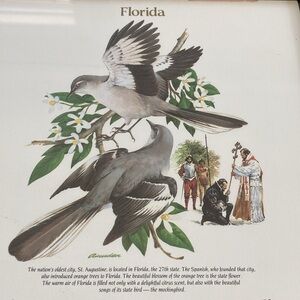 Florida
The nation's oldest city, St. Augustine, is located in Florida, the 27th state. The Spanish, who founded that city,
also introduced orange trees to Florida. The beautiful blossom of the orange tree is the state flower.
The warm air of Florida is filled not only with a delightful citrus scent, but also with the beautiful
songs of its state bird — the mockingbird.